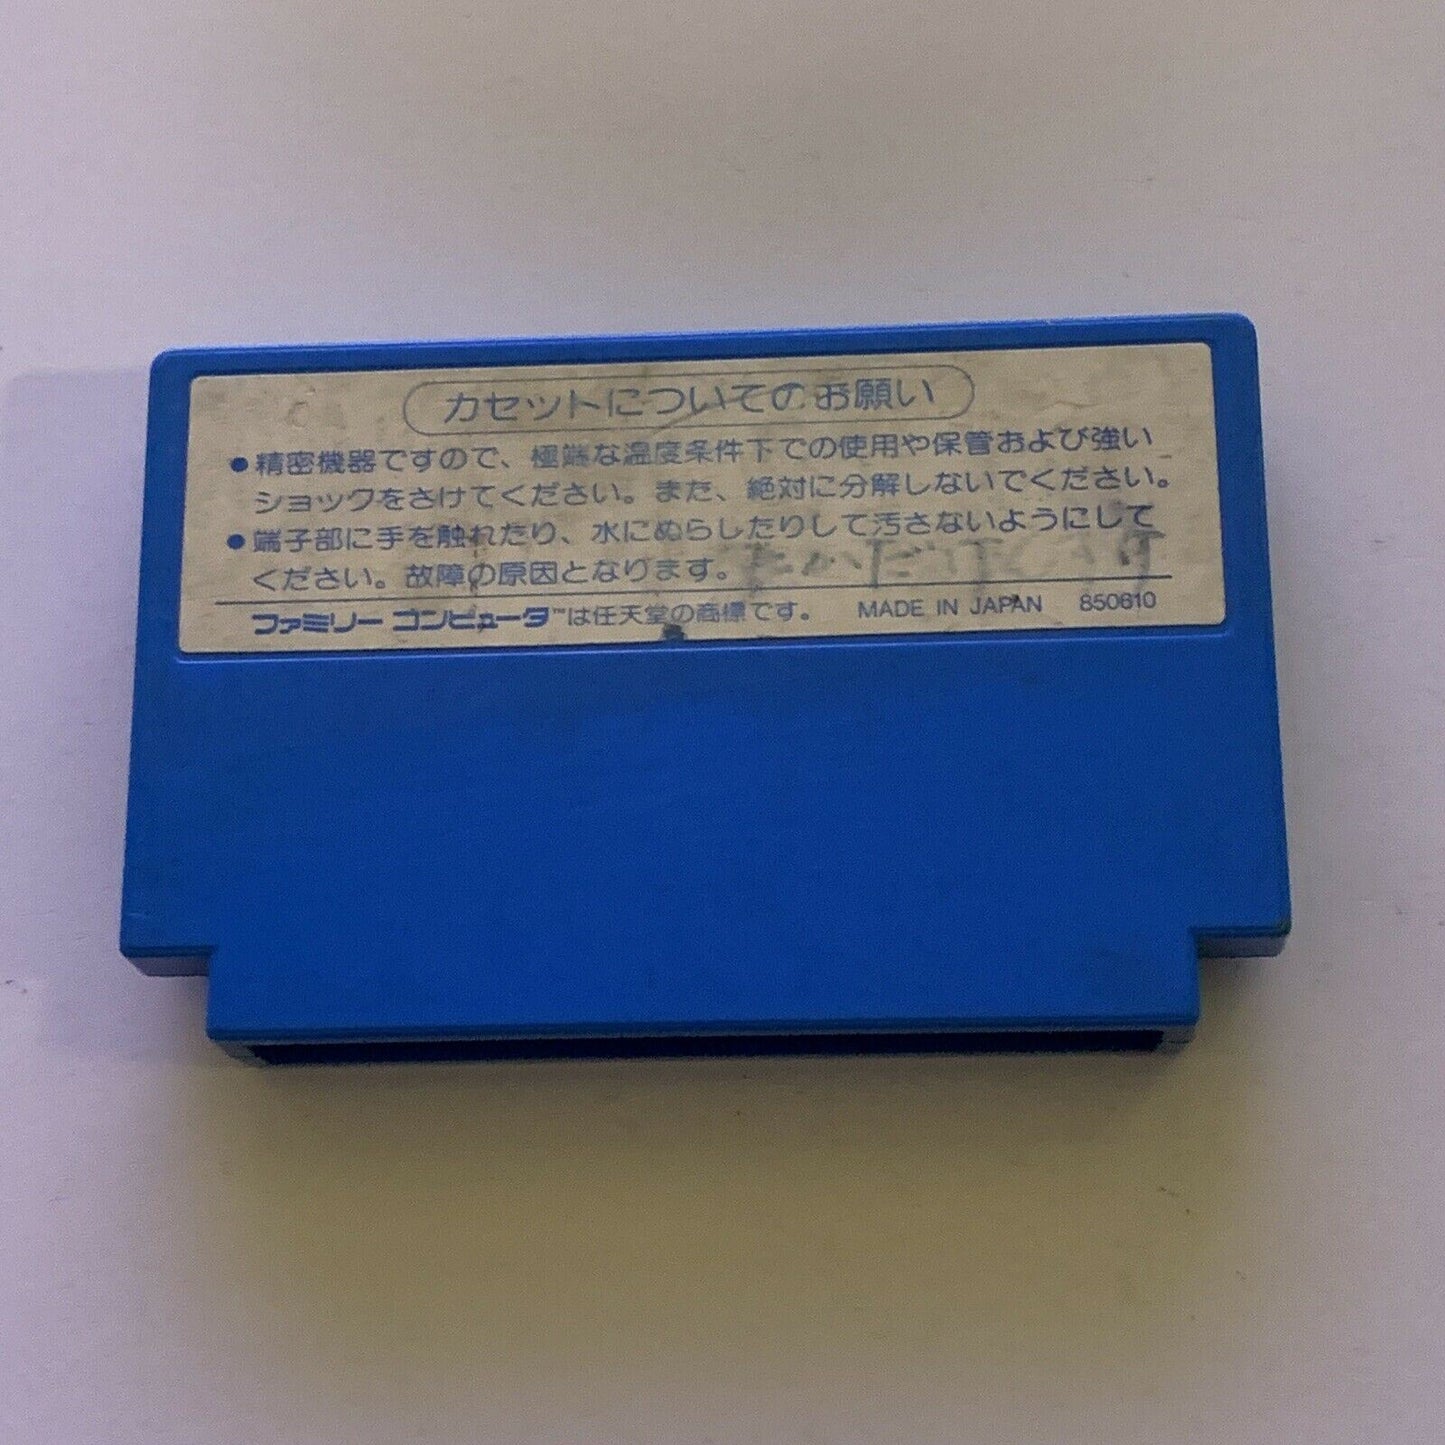 カセットについてのお願い
●精密機器ですので、極端な温度条件下での使用や保管および強い
ショックをさけてください。また、絶対に分解しないでください。
●端子部に手を触れたり、水にぬらしたりして汚さないようにして
ください。故障の原因となります。
ファミリー コンピュータ™は任天堂の商標です。 MADE IN JAPAN 850610